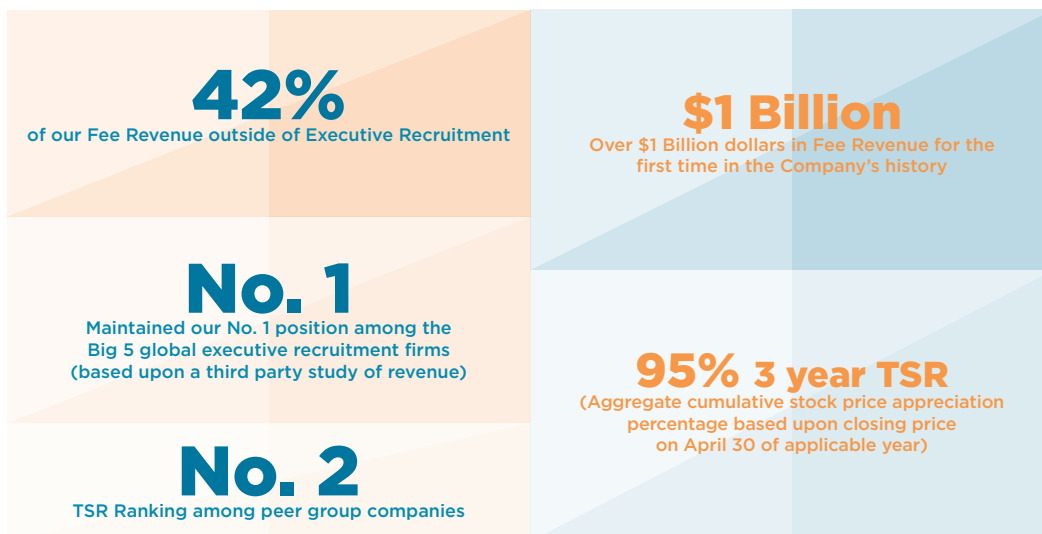 42%
of our Fee Revenue outside of Executive Recruitment
No. 1
Maintained our No. 1 position among the
Big 5 global executive recruitment firms
(based upon a third party study of revenue)
No. 2
TSR Ranking among peer group companies
$1 Billion
Over $1 Billion dollars in Fee Revenue for the
first time in the Company’s history
95% 3 year TSR
(Aggregate cumulative stock price appreciation
percentage based upon closing price
on April 30 of applicable year)